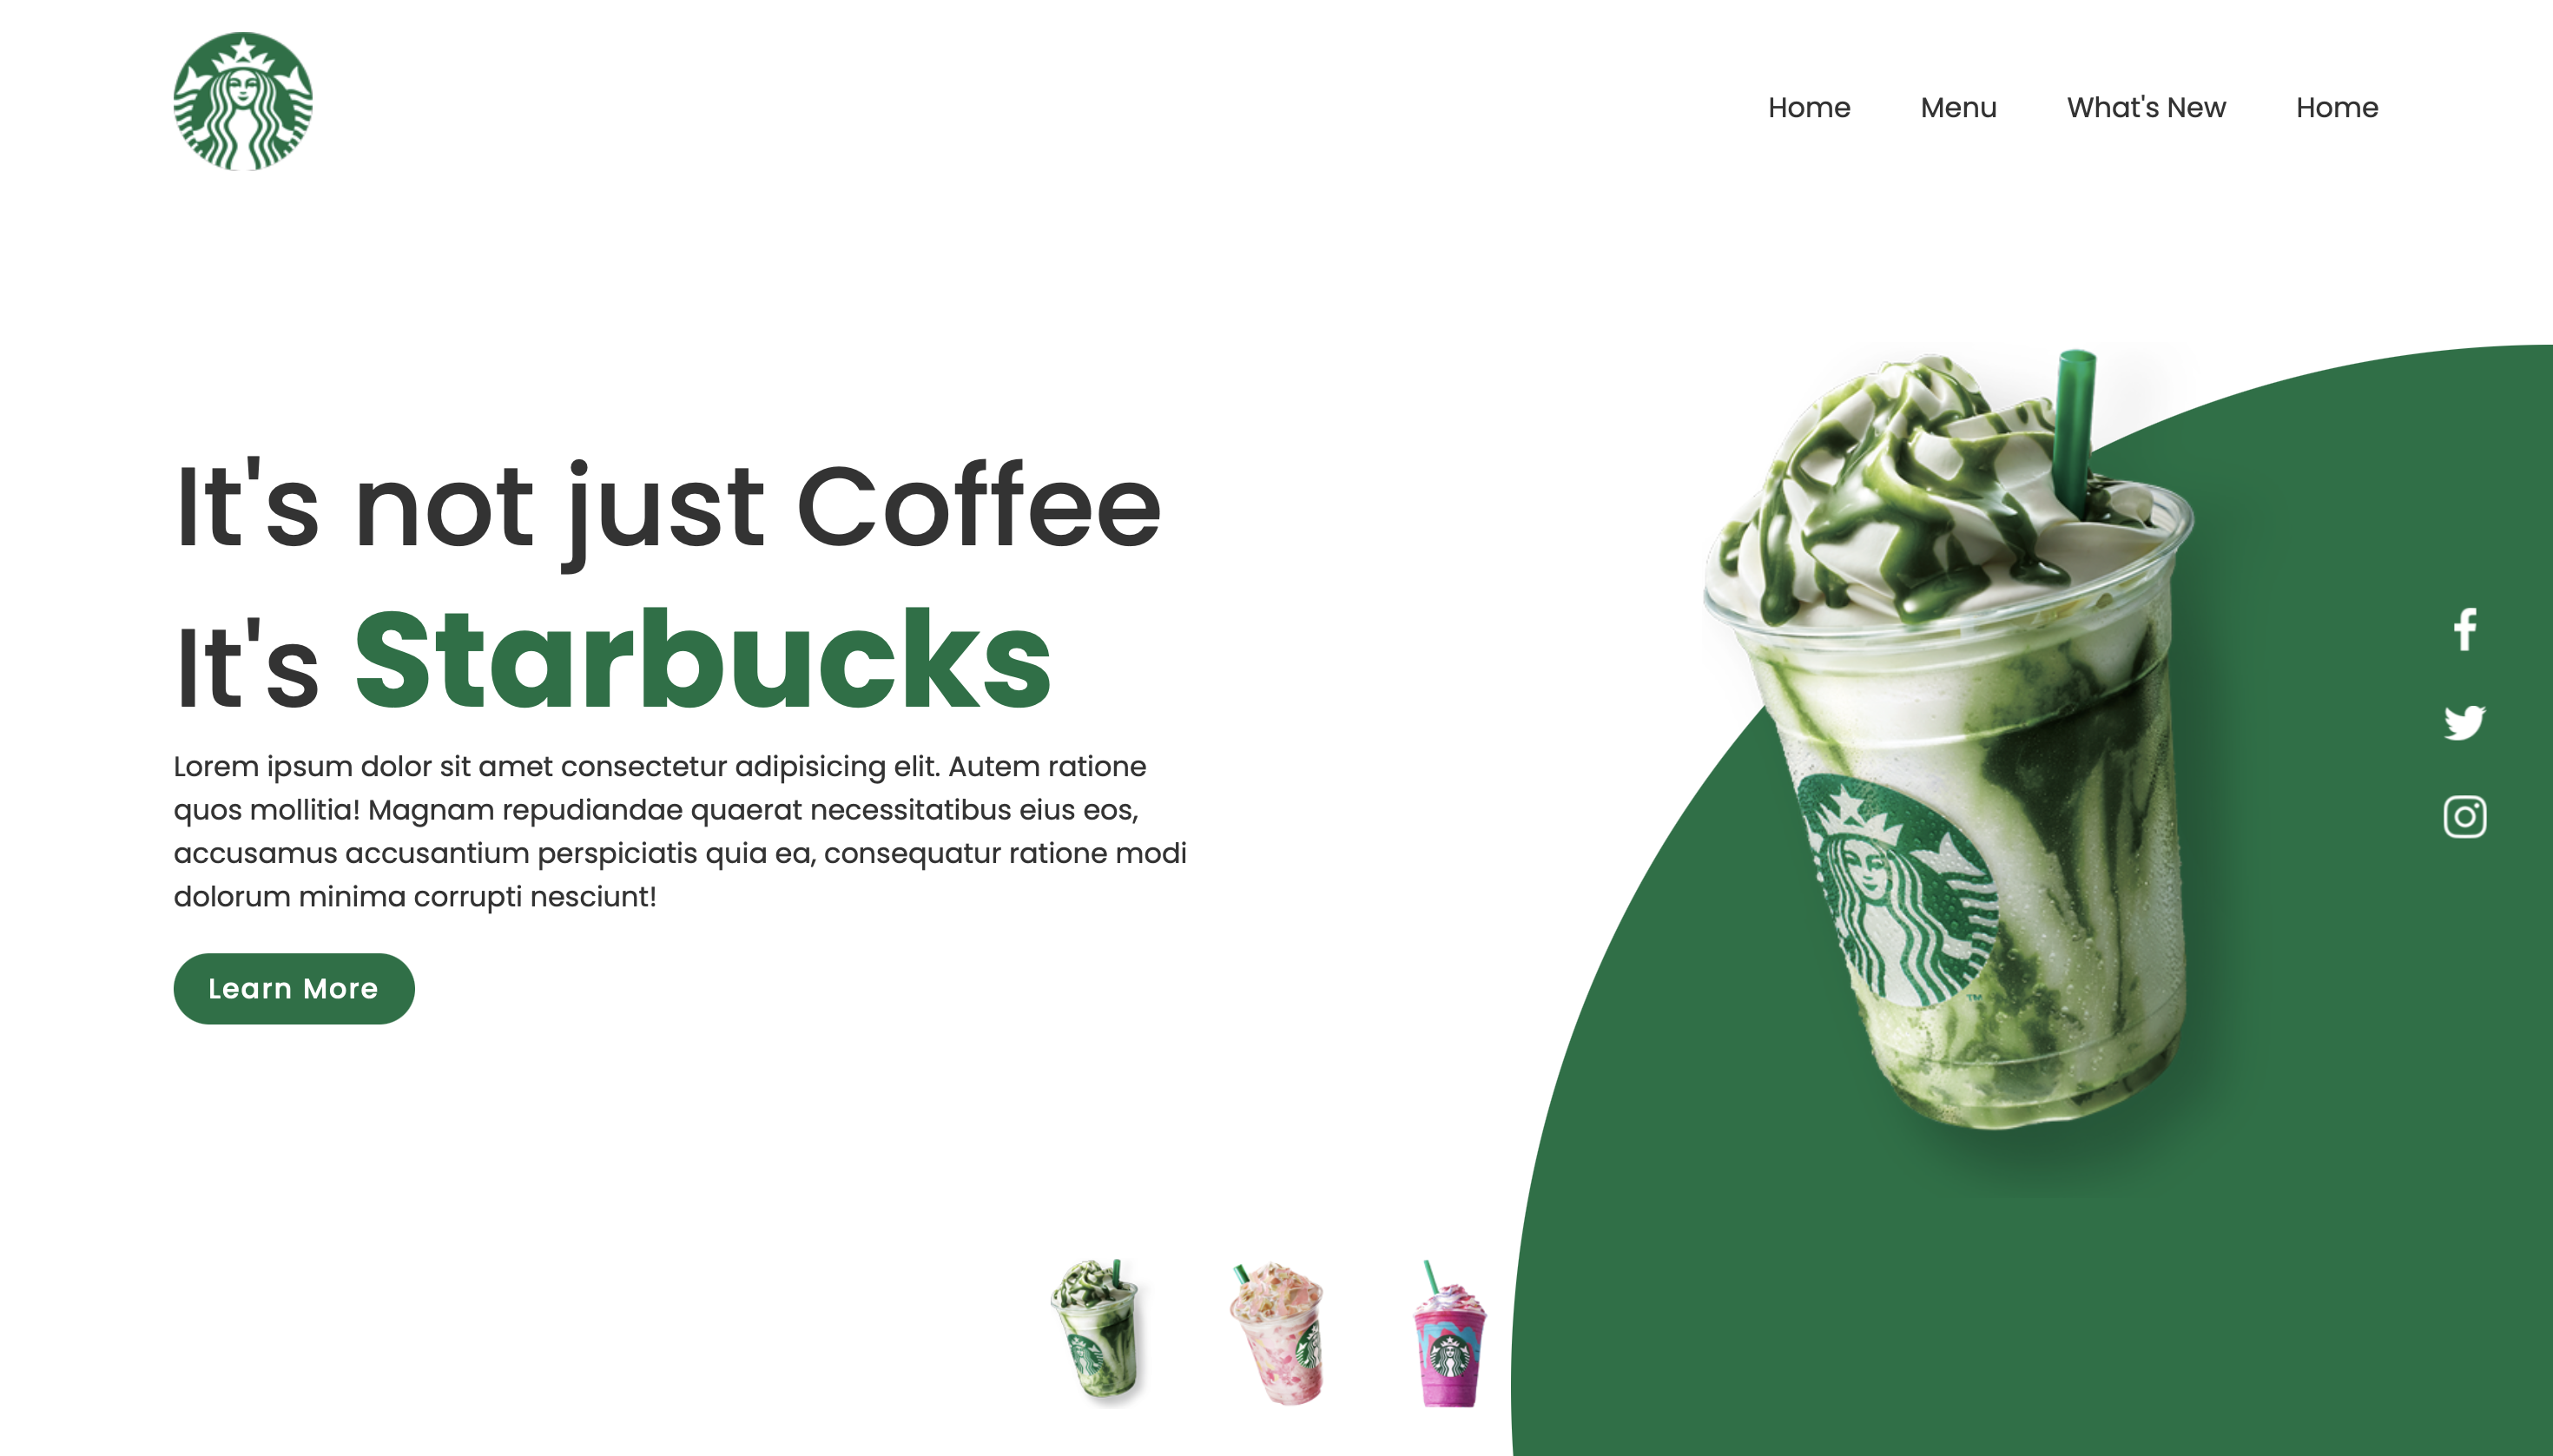 Home Menu What's New Home
It's not just Coffee
It's Starbucks
Lorem ipsum dolor sit amet consectetur adipisicing elit. Autem ratione
quos mollitia! Magnam repudiandae quaerat necessitatibus eius eos,
accusamus accusantium perspiciatis quia ea, consequatur ratione modi
dolorum minima corrupti nesciunt!
Learn More
TM